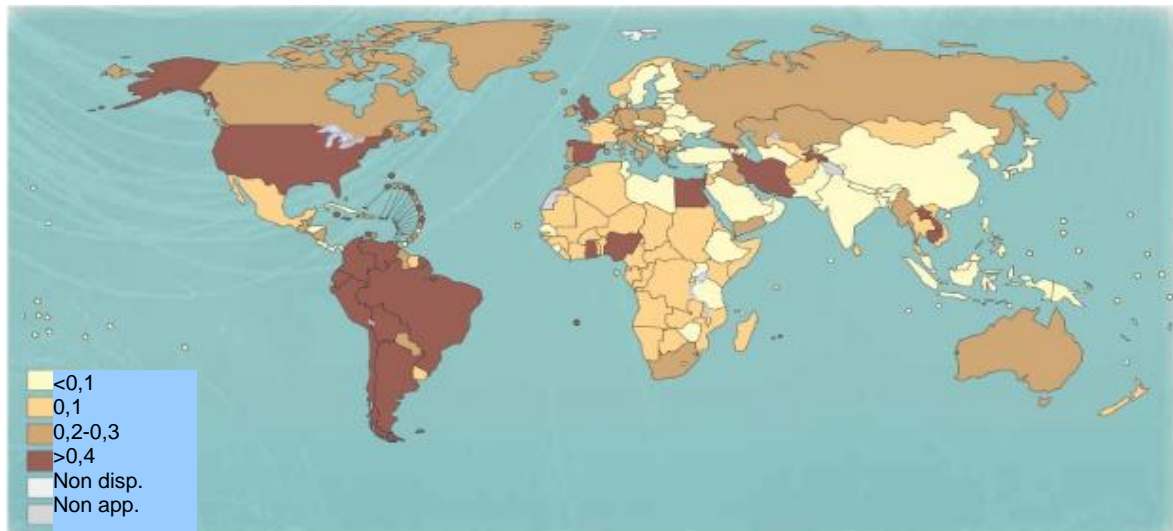 <0,1
0,1
0,2-0,3
>0,4
Non disp.
Non app.